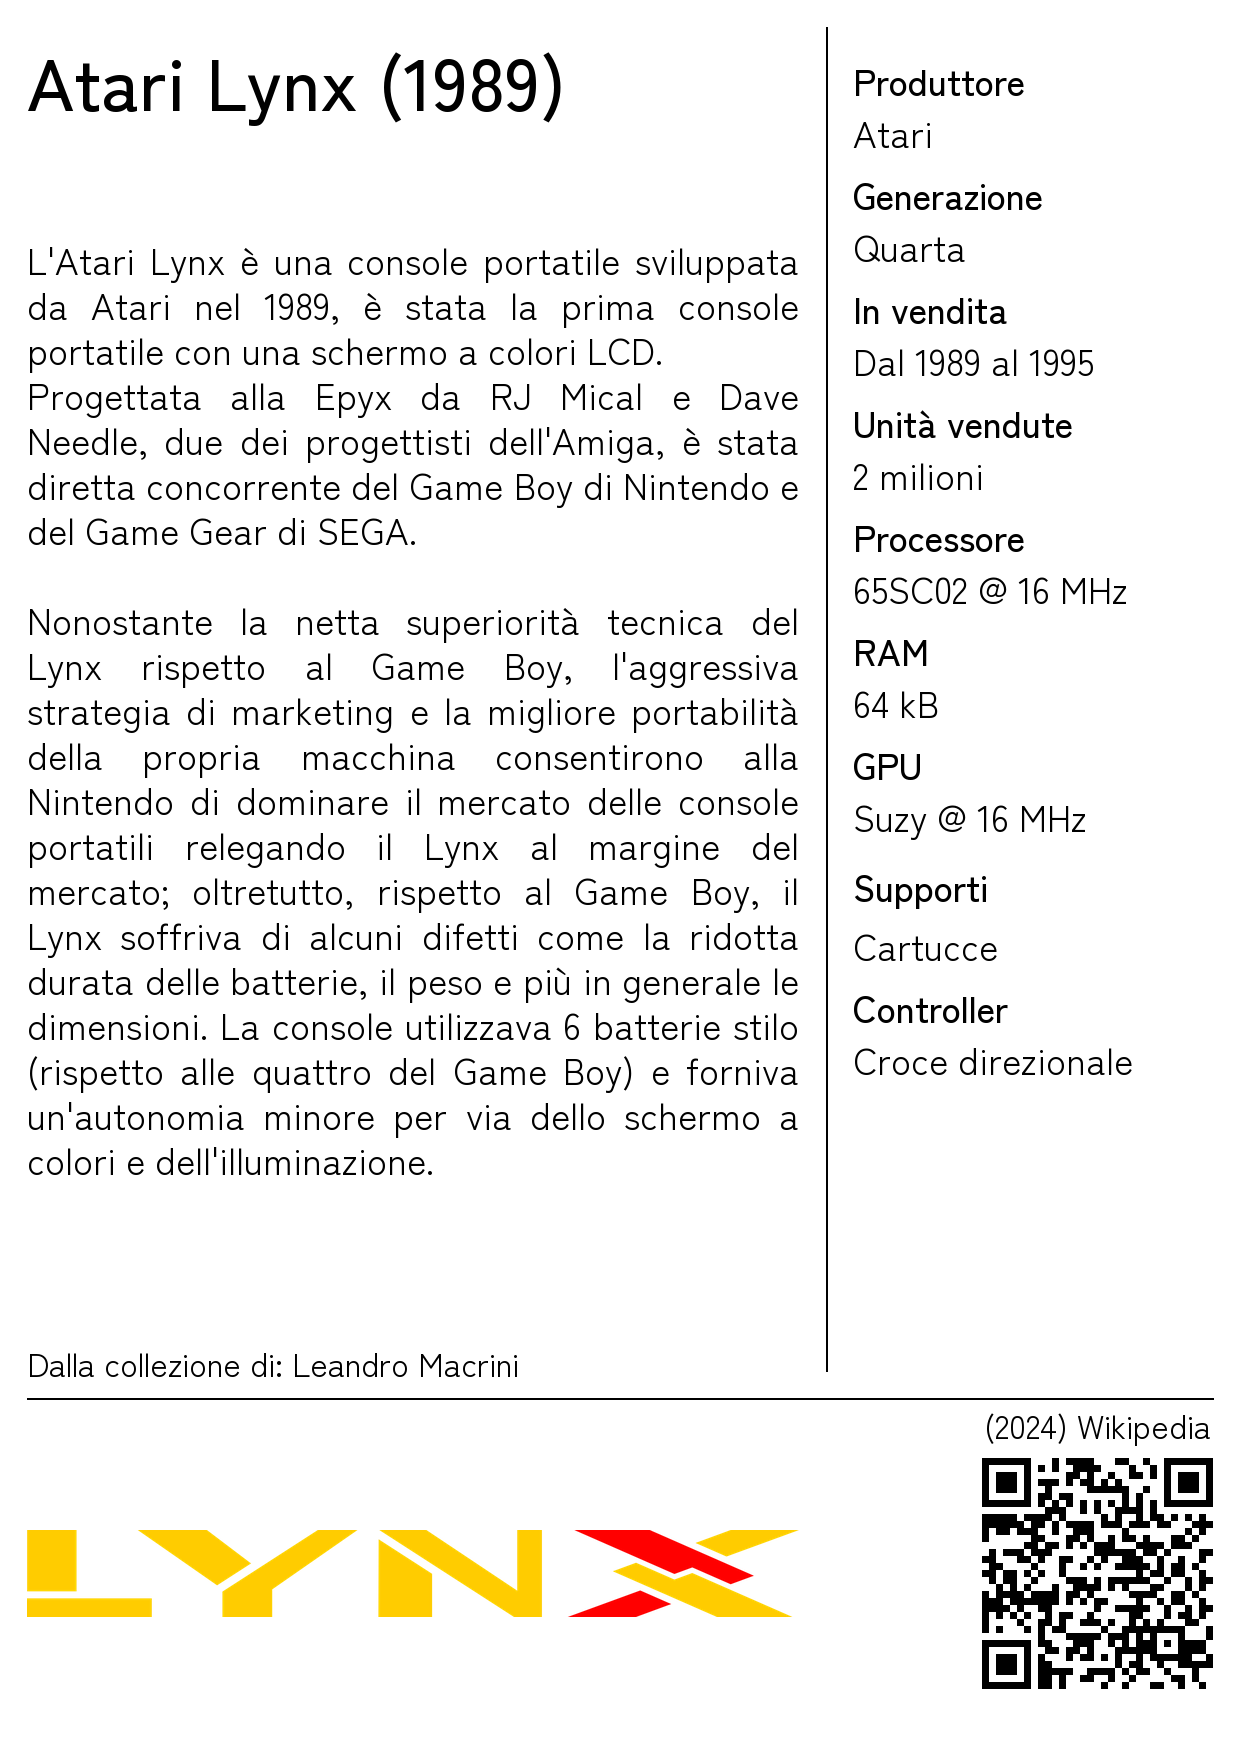 Atari Lynx (1989)
L'Atari Lynx è una console portatile sviluppata
da Atari nel 1989, è stata la prima console
portatile con una schermo a colori LCD.
Progettata alla Epyx da RJ Mical e Dave
Needle, due dei progettisti dell'Amiga, è stata
diretta concorrente del Game Boy di Nintendo e
del Game Gear di SEGA.
Nonostante la netta superiorità tecnica del
Lynx rispetto al Game Boy, l'aggressiva
strategia di marketing e la migliore portabilità
della propria macchina consentirono alla
Nintendo di dominare il mercato delle console
portatili relegando il Lynx al margine del
mercato; oltretutto, rispetto al Game Boy, il
Lynx soffriva di alcuni difetti come la ridotta
durata delle batterie, il peso e più in generale le
dimensioni. La console utilizzava 6 batterie stilo
(rispetto alle quattro del Game Boy) e forniva
un'autonomia minore per via dello schermo a
colori e dell'illuminazione.
Dalla collezione di: Leandro Macrini
Produttore
Atari
Generazione
Quarta
In vendita
Dal 1989 al 1995
Unità vendute
2 milioni
Processore
65SC02 @ 16 MHz
RAM
64 kB
GPU
Suzy @ 16 MHz
Supporti
Cartucce
Controller
Croce direzionale
(2024) Wikipedia
LYNX